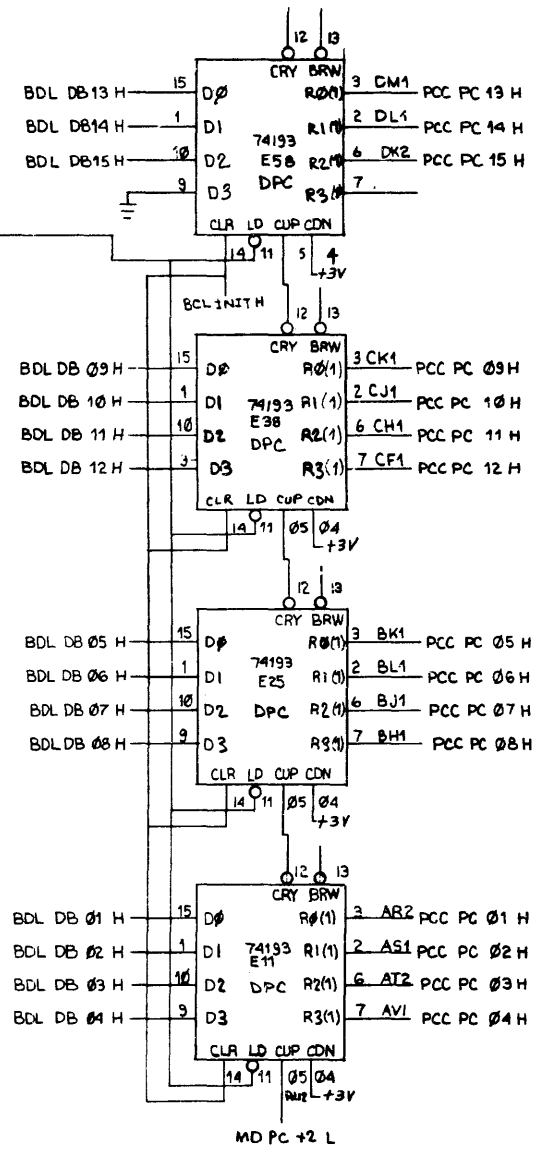 12 13
CRY BRW
BDL DB13 H 15 DØ RØ(1) 3 DM1 PCC PC 13 H
BDL DB14 H 1 D1 74193 R1(1) 2 DL1 PCC PC 14 H
BDL DB15 H 10 D2 E58 R2(1) 6 DK2 PCC PC 15 H
9 D3 DPC R3(1) 7
CLR LD CUP CDN
14 11 5 4
+3V
BCL INIT H
12 13
CRY BRW
BDL DB Ø9 H 15 DØ RØ(1) 3 CK1 PCC PC Ø9H
BDL DB 1Ø H 1 D1 74193 R1(1) 2 CJ1 PCC PC 1Ø H
BDL DB 11 H 1Ø D2 E38 R2(1) 6 CH1 PCC PC 11 H
BDL DB 12 H 3 D3 DPC R3(1) 7 CF1 PCC PC 12 H
CLR LD CUP CDN
14 11 Ø5 Ø4
+3V
12 13
CRY BRW
BDL DB Ø5 H 15 DØ RØ(1) 3 BK1 PCC PC Ø5 H
BDL DB Ø6 H 1 D1 74193 R1(1) 2 BL1 PCC PC Ø6 H
E25
BDL DB Ø7 H 1Ø D2 DPC R2(1) 6 BJ1 PCC PC Ø7 H
BDL DB Ø8 H 9 D3 R3(1) 7 BH1 PCC PC Ø8 H
CLR LD CUP CDN
14 11 Ø5 Ø4
+3V
12 13
CRY BRW
BDL DB Ø1 H 15 DØ RØ(1) 3 AR2 PCC PC Ø1 H
BDL DB Ø2 H 1 D1 74193 R1(1) 2 AS1 PCC PC Ø2 H
E11
BDL DB Ø3 H 1Ø D2 DPC R2(1) 6 AT2 PCC PC Ø3 H
BDL DB Ø4 H 9 D3 R3(1) 7 AV1 PCC PC Ø4 H
CLR LD CUP CDN
14 11 Ø5 Ø4
+3V
MD PC +2 L